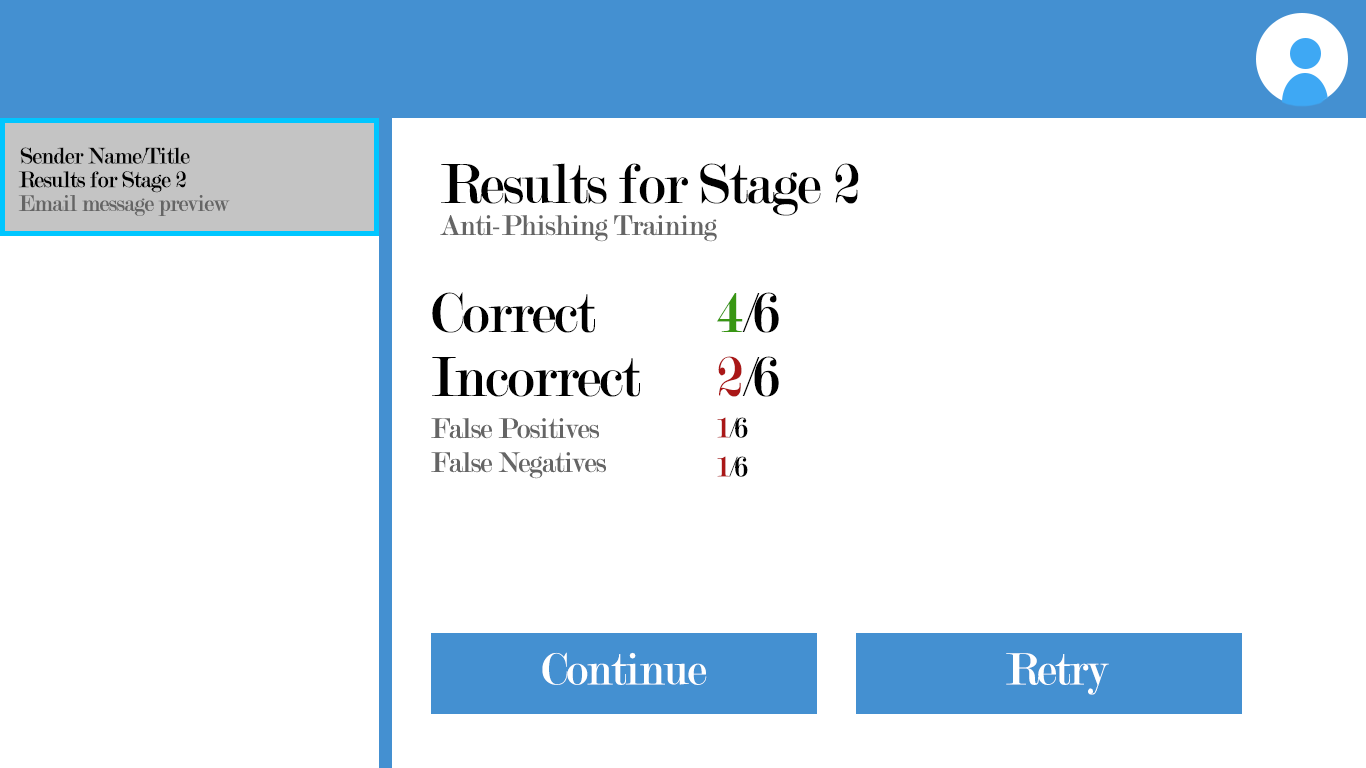 Sender Name/Title
Results for Stage 2
Email message preview
Results for Stage 2
Anti-Phishing Training
Correct 4/6
Incorrect 2/6
False Positives 1/6
False Negatives 1/6
Continue
Retry